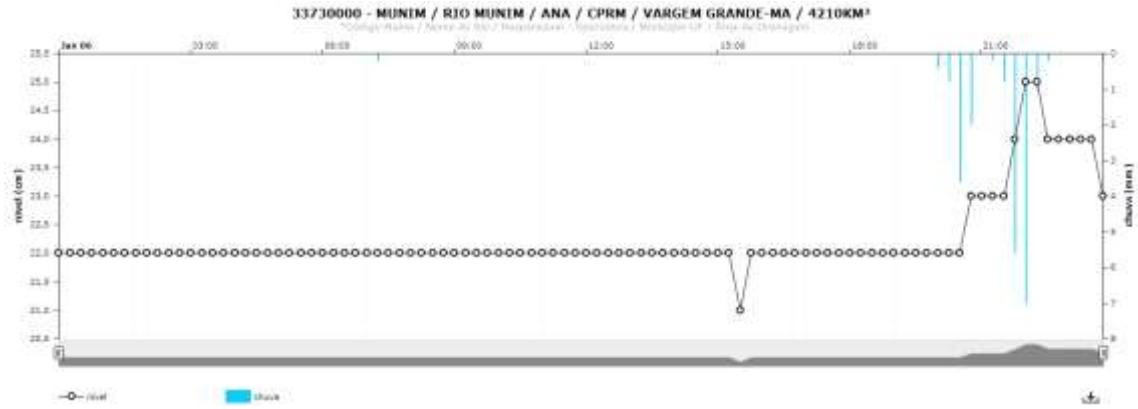 33730000 - MUNIM / RIO MUNIM / ANA / CPRM / VARGEM GRANDE-MA / 4210KM²
Jan 06 03:00 06:00 09:00 12:00 15:00 18:00 21:00
25.5 0
25.0 1
24.5
24.0 2
23.5 3
23.0 4
22.5 5
22.0 6
21.5 7
21.0
8
nivel (cm)
chuva (mm)
nivel chuva